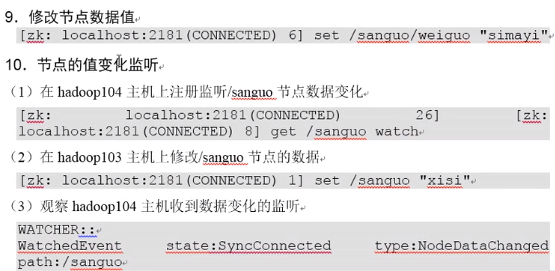 9．修改节点数据值
[zk: localhost:2181(CONNECTED) 6] set /sanguo/weiguo "simayi"
10．节点的值变化监听
（1）在 hadoop104 主机上注册监听/sanguo 节点数据变化
[zk: localhost:2181(CONNECTED) 26] [zk:
localhost:2181(CONNECTED) 8] get /sanguo watch
（2）在 hadoop103 主机上修改/sanguo 节点的数据
[zk: localhost:2181(CONNECTED) 1] set /sanguo "xisi"
（3）观察 hadoop104 主机收到数据变化的监听
WATCHER::
WatchedEvent state:SyncConnected type:NodeDataChanged
path:/sanguo